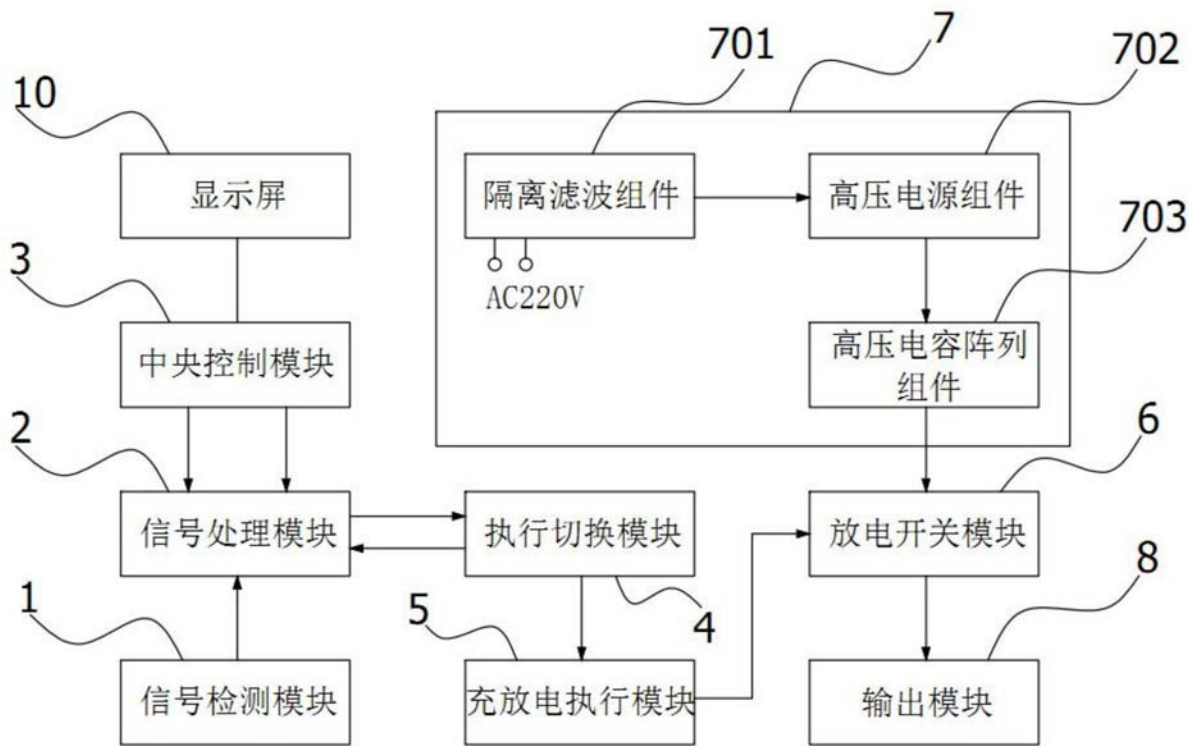 7
701
702
10
显示屏
隔离滤波组件
高压电源组件
703
3
AC220V
中央控制模块
高压电容阵列
组件
2
6
信号处理模块
执行切换模块
放电开关模块
1
5
4
8
信号检测模块
充放电执行模块
输出模块